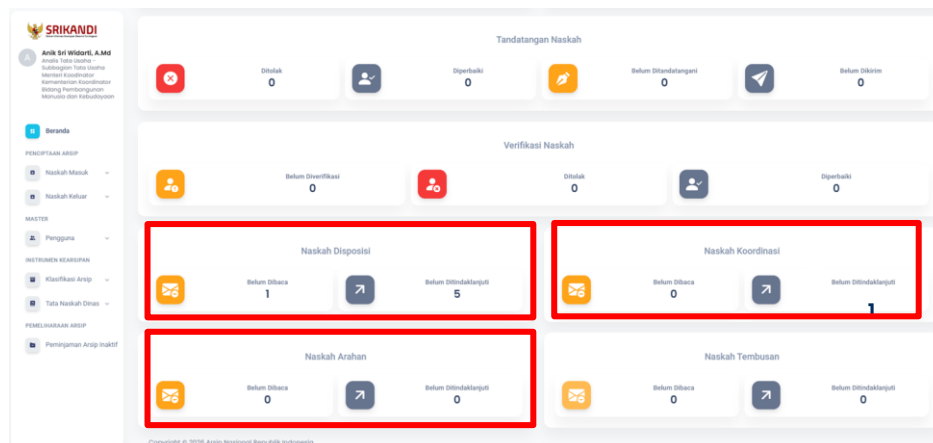 SRIKANDI
A
Anik Sri Widarti, A.Md
Analis Tata Usaha -
Subbagian Tata Usaha
Menteri Koordinator
Kementerian Koordinator
Bidang Pembangunan
Manusia dan Kebudayaan
Beranda
PENCIPTAAN ARSIP
Naskah Masuk
Naskah Keluar
MASTER
Pengguna
INSTRUMEN KEARSIPAN
Klasifikasi Arsip
Tata Naskah Dinas
PEMELIHARAAN ARSIP
Peminjaman Arsip Inaktif
Tandatangan Naskah
Ditolak
0
Diperbaiki
0
Belum Ditandatangani
0
Belum Dikirim
0
Verifikasi Naskah
Belum Diverifikasi
0
Ditolak
0
Diperbaiki
0
Naskah Disposisi
Belum Dibaca
1
Belum Ditindaklanjuti
5
Naskah Koordinasi
Belum Dibaca
0
Belum Ditindaklanjuti
1
Naskah Arahan
Belum Dibaca
0
Belum Ditindaklanjuti
0
Naskah Tembusan
Belum Dibaca
0
Belum Ditindaklanjuti
0